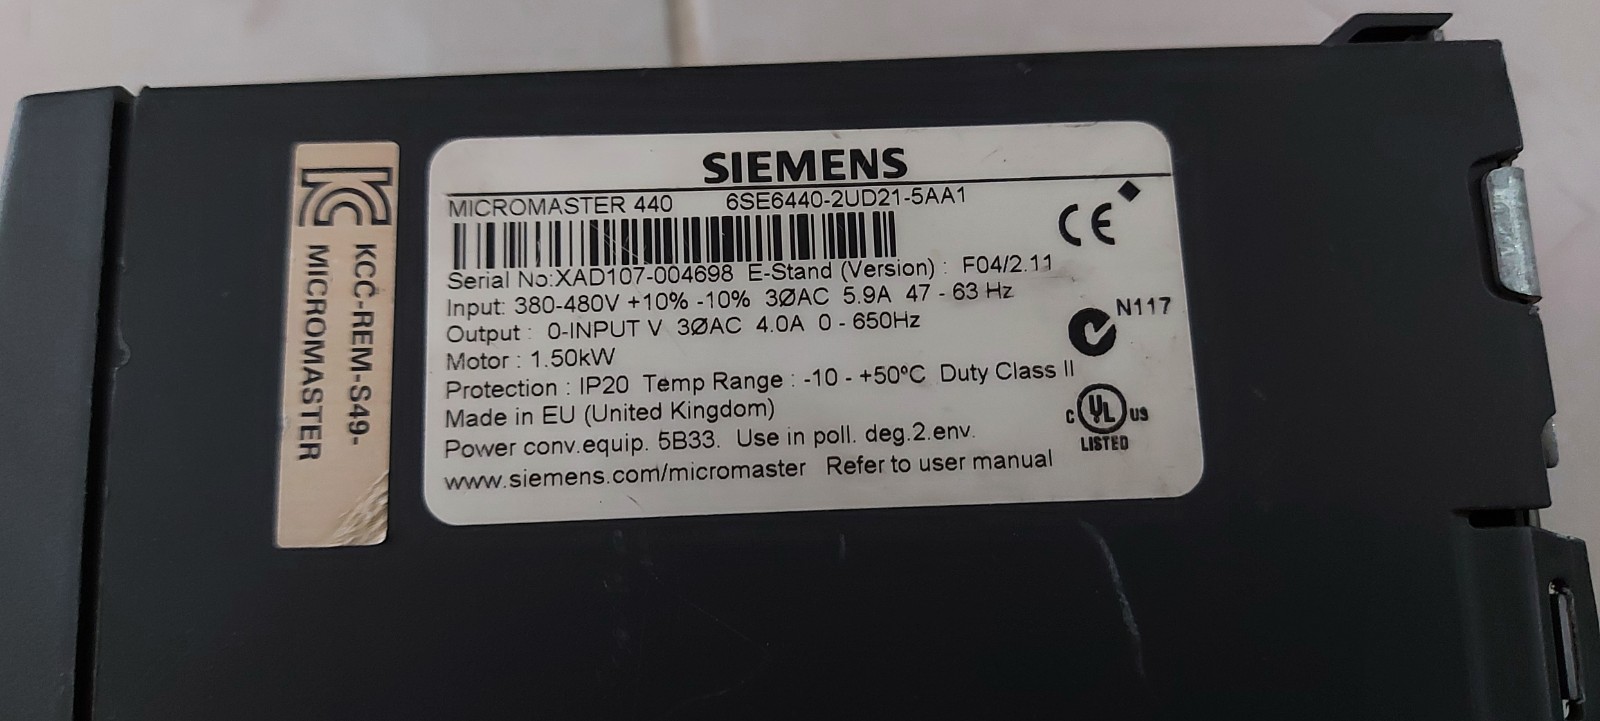 KCC-REM-S49-
MICROMASTER
SIEMENS
MICROMASTER 440 6SE6440-2UD21-5AA1
CE
Serial No:XAD107-004698 E-Stand (Version) : F04/2.11
Input: 380-480V +10% -10% 3ØAC 5.9A 47 - 63 Hz
N117
Output : 0-INPUT V 3ØAC 4.0A 0 - 650Hz
Motor : 1.50kW
Protection : IP20 Temp Range : -10 - +50ºC Duty Class II
Made in EU (United Kingdom)
C UL US
LISTED
Power conv.equip. 5B33. Use in poll. deg.2.env.
www.siemens.com/micromaster Refer to user manual